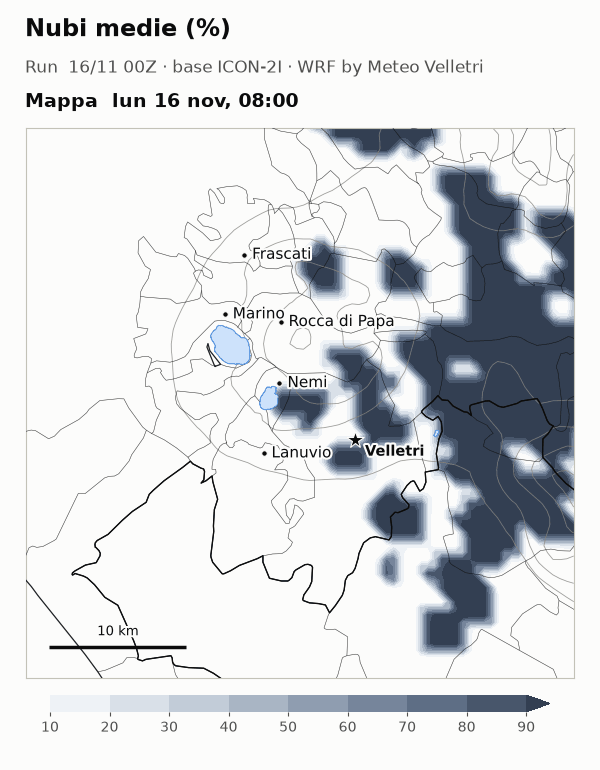 Nubi medie (%)
Run 16/11 00Z · base ICON-2I · WRF by Meteo Velletri
Mappa lun 16 nov, 08:00
Frascati
Marino
Rocca di Papa
Nemi
Lanuvio
Velletri
10 km
10 20 30 40 50 60 70 80 90